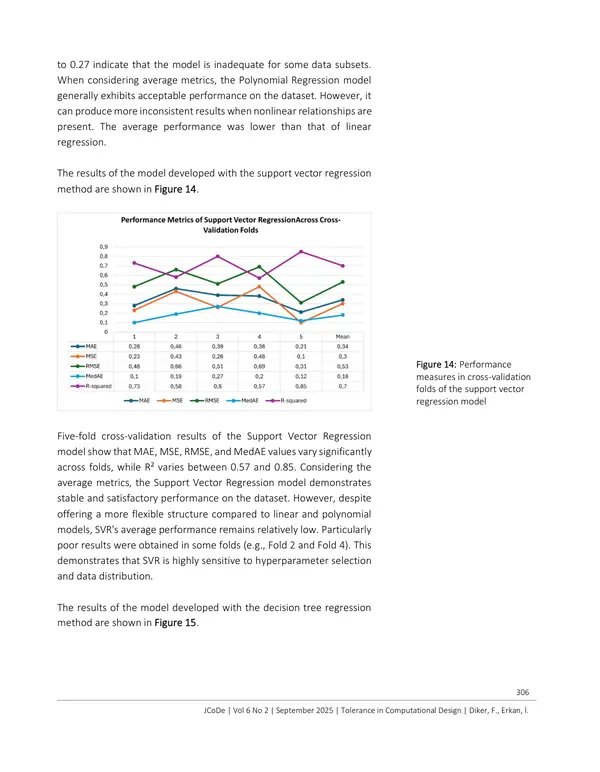 to 0.27 indicate that the model is inadequate for some data subsets.
When considering average metrics, the Polynomial Regression model
generally exhibits acceptable performance on the dataset. However, it
can produce more inconsistent results when nonlinear relationships are
present. The average performance was lower than that of linear
regression.
The results of the model developed with the support vector regression
method are shown in Figure 14.
Performance Metrics of Support Vector RegressionAcross Cross-
Validation Folds
0,9
0,8
0,7
0,6
0,5
0,4
0,3
0,2
0,1
0
1 2 3 4 5 Mean
MAE 0,28 0,46 0,39 0,38 0,21 0,34
MSE 0,23 0,43 0,26 0,48 0,1 0,3
RMSE 0,48 0,66 0,51 0,69 0,31 0,53
MedAE 0,1 0,19 0,27 0,2 0,12 0,18
R-squared 0,73 0,58 0,8 0,57 0,85 0,7
MAE MSE RMSE MedAE R-squared
Figure 14: Performance
measures in cross-validation
folds of the support vector
regression model
Five-fold cross-validation results of the Support Vector Regression
model show that MAE, MSE, RMSE, and MedAE values vary significantly
across folds, while R² varies between 0.57 and 0.85. Considering the
average metrics, the Support Vector Regression model demonstrates
stable and satisfactory performance on the dataset. However, despite
offering a more flexible structure compared to linear and polynomial
models, SVR's average performance remains relatively low. Particularly
poor results were obtained in some folds (e.g., Fold 2 and Fold 4). This
demonstrates that SVR is highly sensitive to hyperparameter selection
and data distribution.
The results of the model developed with the decision tree regression
method are shown in Figure 15.
306
JCoDe | Vol 6 No 2 | September 2025 | Tolerance in Computational Design | Diker, F., Erkan, İ.